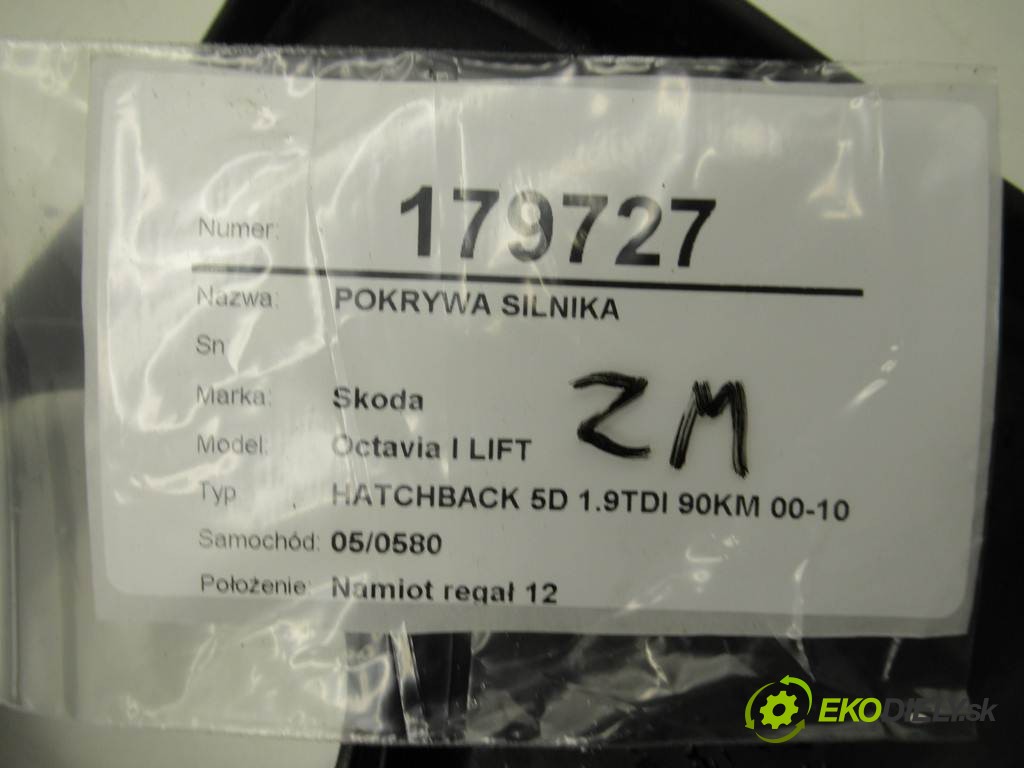 Numer: 179727
Nazwa: POKRYWA SILNIKA
Sn
Marka: Skoda
ZM
Model: Octavia I LIFT
Typ HATCHBACK 5D 1.9TDI 90KM 00-10
Samochód: 05/0580
Położenie: Namiot regał 12
EKODIELY.sk